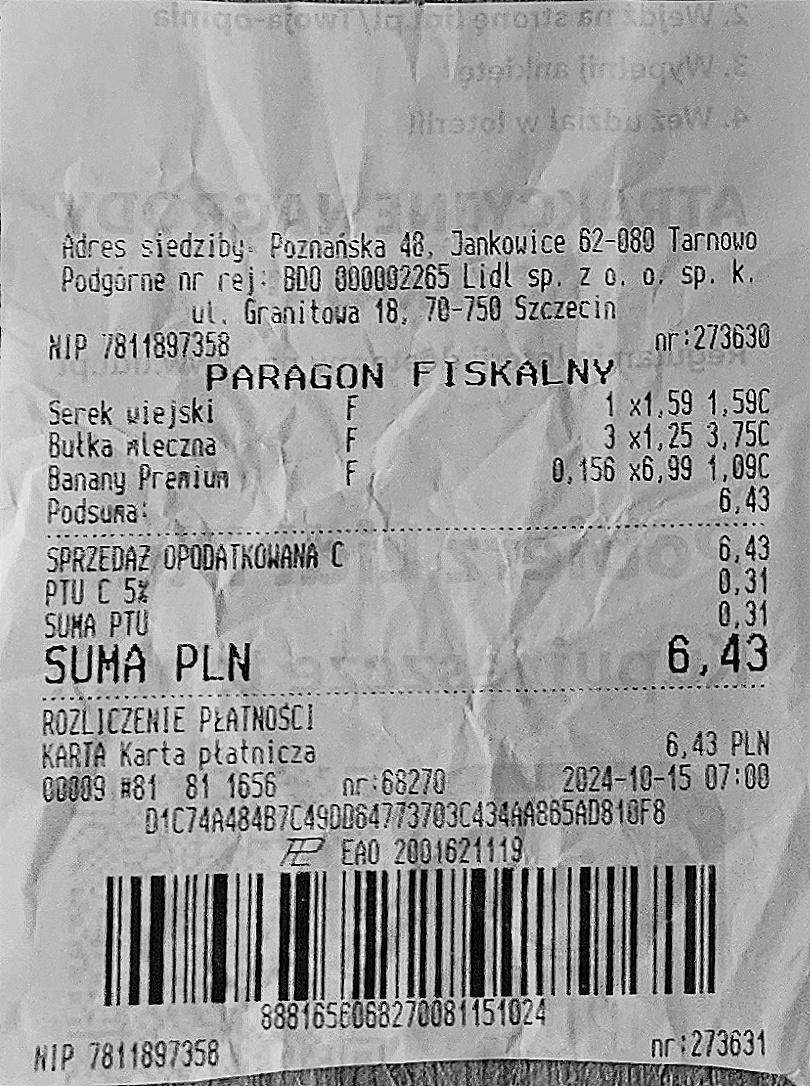 2. Wejdź na stronę lidl.pl/Twoja-opinia
3. Wypełnij ankietę
4. Weź udział w loterii!
ATRAKCYJNE NAGRODY
Adres siedziby: Poznańska 48, Jankowice 62-080 Tarnowo
Podgórne nr rej: BDO 000002265 Lidl sp. z o. o. sp. k.
ul. Granitowa 18, 70-750 Szczecin
NIP 7811897358 nr:273630
PARAGON FISKALNY
Serek wiejski F 1 x1,59 1,59C
Bułka mleczna F 3 x1,25 3,75C
Banany Premium F 0,156 x6,99 1,09C
Podsuma: 6,43
SPRZEDAŻ OPODATKOWANA C 6,43
PTU C 5% 0,31
SUMA PTU 0,31
SUMA PLN 6,43
ROZLICZENIE PŁATNOŚCI
KARTA Karta płatnicza 6,43 PLN
00009 #81 81 1656 nr:68270 2024-10-15 07:00
D1C74A484B7C49DD64773703C434AA865AD810F8
EAO 2001621119
8881656068270081151024
NIP 7811897358 nr:273631